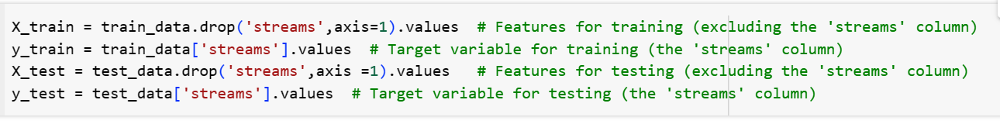 X_train = train_data.drop('streams',axis=1).values  # Features for training (excluding the 'streams' column)
y_train = train_data['streams'].values  # Target variable for training (the 'streams' column)
X_test = test_data.drop('streams',axis =1).values   # Features for testing (excluding the 'streams' column)
y_test = test_data['streams'].values  # Target variable for testing (the 'streams' column)